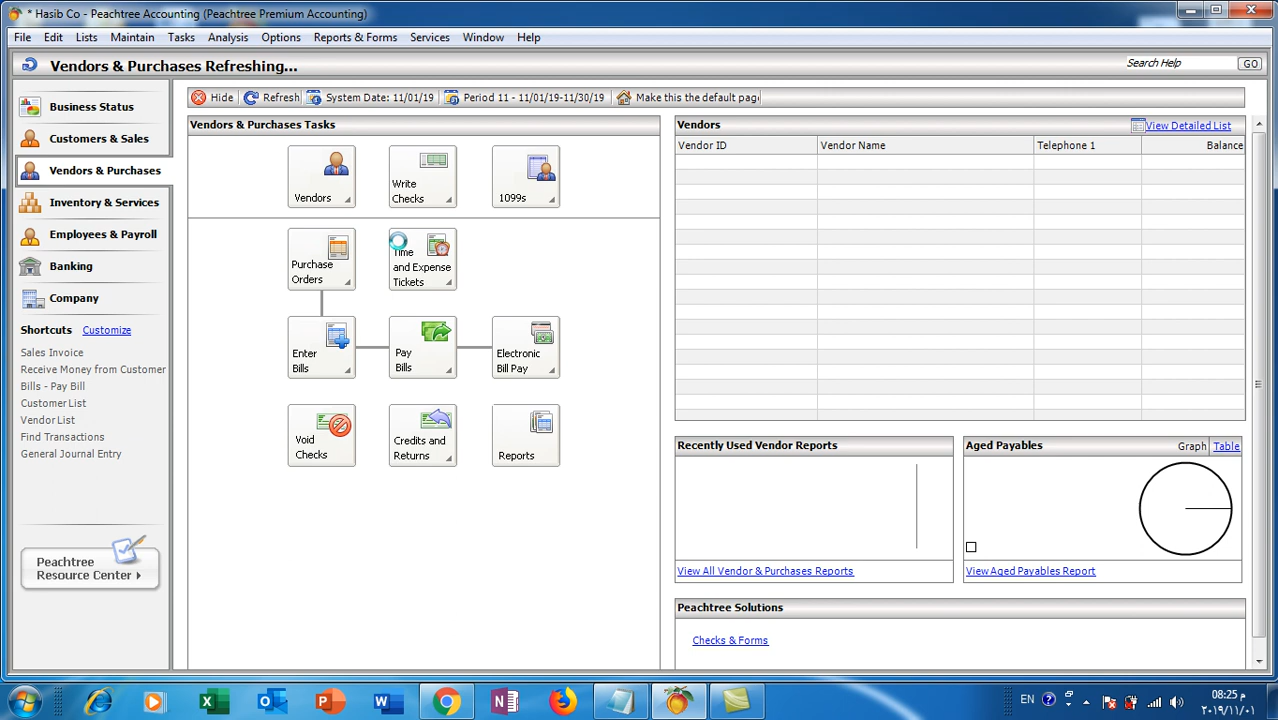 * Hasib Co - Peachtree Accounting (Peachtree Premium Accounting)
File Edit Lists Maintain Tasks Analysis Options Reports & Forms Services Window Help
Vendors & Purchases Refreshing...
Search Help GO
Business Status
Customers & Sales
Vendors & Purchases
Inventory & Services
Employees & Payroll
Banking
Company
Shortcuts Customize
Sales Invoice
Receive Money from Customer
Bills - Pay Bill
Customer List
Vendor List
Find Transactions
General Journal Entry
Peachtree
Resource Center
Hide Refresh System Date: 11/01/19 Period 11 - 11/01/19-11/30/19 Make this the default page
Vendors & Purchases Tasks
Vendors
Write
Checks
1099s
Purchase
Orders
Time
and Expense
Tickets
Enter
Bills
Pay
Bills
Electronic
Bill Pay
Void
Checks
Credits and
Returns
Reports
Vendors View Detailed List
Vendor ID Vendor Name Telephone 1 Balance
Recently Used Vendor Reports
View All Vendor & Purchases Reports
Aged Payables Graph Table
View Aged Payables Report
Peachtree Solutions
Checks & Forms
EN
08:25 م
٢٠١٩/١١/٠١